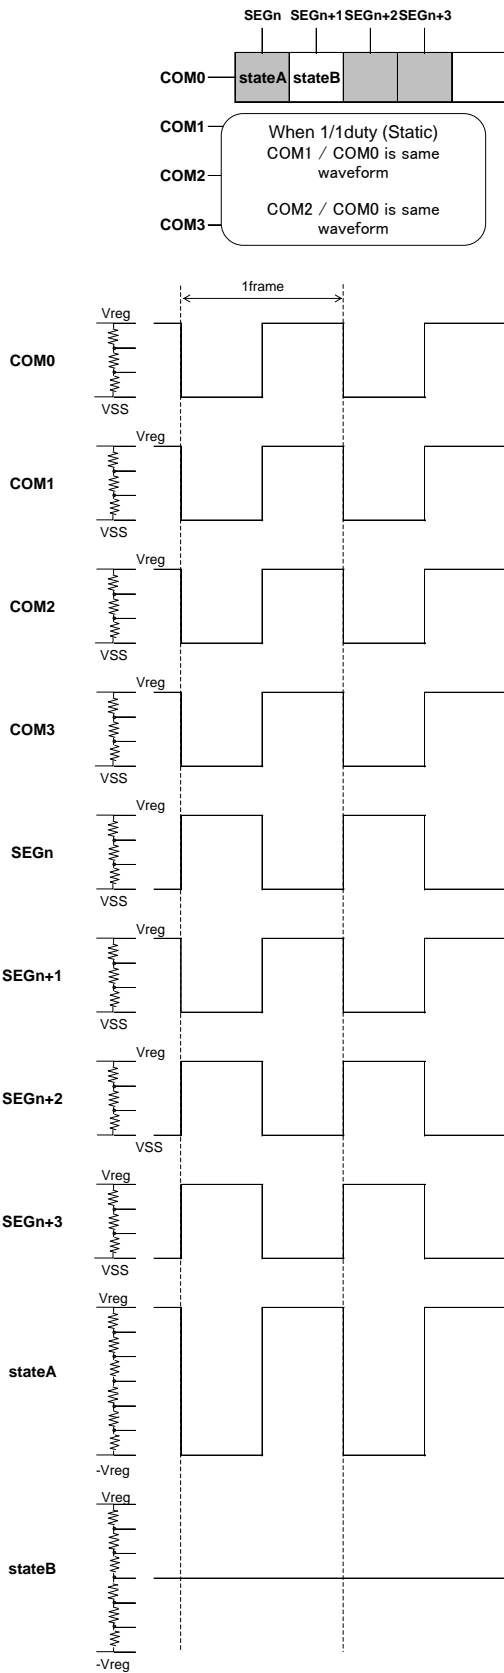 SEGn SEGn+1 SEGn+2 SEGn+3
COM0 stateA stateB
COM1
COM2
COM3
When 1/1duty (Static)
COM1 / COM0 is same
waveform
COM2 / COM0 is same
waveform
1frame
Vreg
COM0
VSS
Vreg
COM1
VSS
Vreg
COM2
VSS
Vreg
COM3
VSS
Vreg
SEGn
VSS
Vreg
SEGn+1
VSS
Vreg
SEGn+2
VSS
Vreg
SEGn+3
VSS
Vreg
stateA
-Vreg
Vreg
stateB
-Vreg